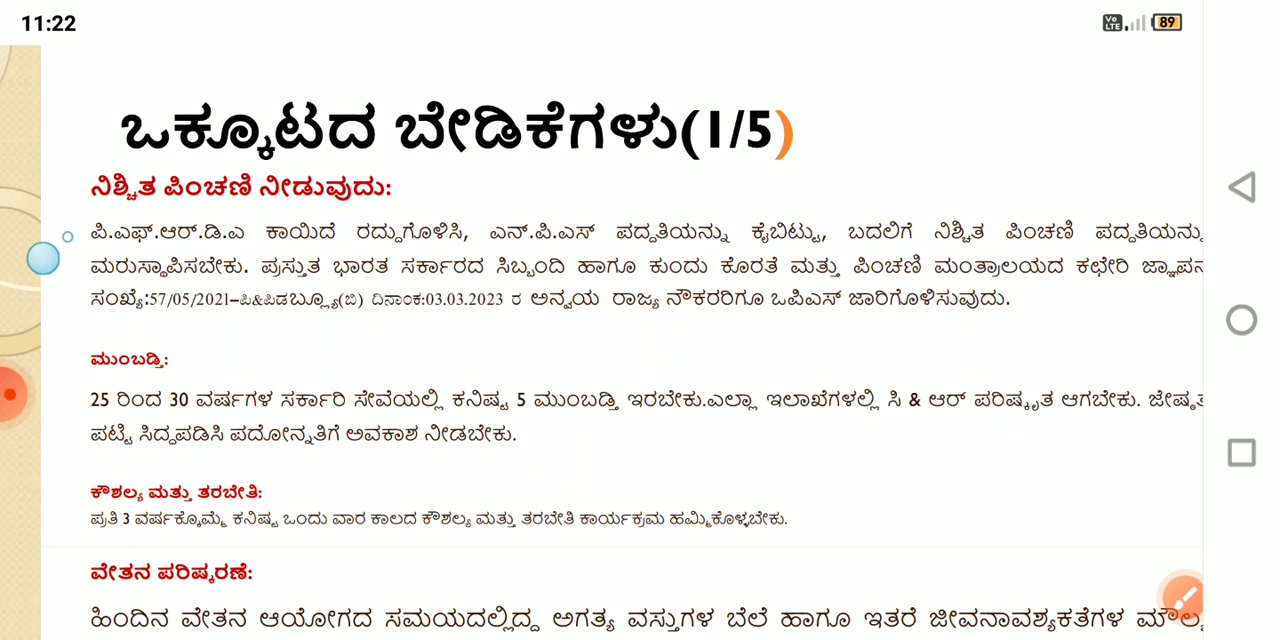 11:22
Vo LTE 89
ಒಕ್ಕೂಟದ ಬೇಡಿಕೆಗಳು(1/5)
ನಿಶ್ಚಿತ ಪಿಂಚಣಿ ನೀಡುವುದು:
ಪಿ.ಎಫ್.ಆರ್.ಡಿ.ಎ ಕಾಯಿದೆ ರದ್ದುಗೊಳಿಸಿ, ಎನ್.ಪಿ.ಎಸ್ ಪದ್ದತಿಯನ್ನು ಕೈಬಿಟ್ಟು, ಬದಲಿಗೆ ನಿಶ್ಚಿತ ಪಿಂಚಣಿ ಪದ್ದತಿಯನ್ನು
ಮರುಸ್ಥಾಪಿಸಬೇಕು. ಪ್ರಸ್ತುತ ಭಾರತ ಸರ್ಕಾರದ ಸಿಬ್ಬಂದಿ ಹಾಗೂ ಕುಂದು ಕೊರತೆ ಮತ್ತು ಪಿಂಚಣಿ ಮಂತ್ರಾಲಯದ ಕಛೇರಿ ಜ್ಞಾಪನ
ಸಂಖ್ಯೆ:57/05/2021–ಪಿ&ಪಿಡಬ್ಲ್ಯೂ(ಬಿ) ದಿನಾಂಕ:03.03.2023 ರ ಅನ್ವಯ ರಾಜ್ಯ ನೌಕರರಿಗೂ ಒಪಿಎಸ್ ಜಾರಿಗೊಳಿಸುವುದು.
ಮುಂಬಡ್ತಿ:
25 ರಿಂದ 30 ವರ್ಷಗಳ ಸರ್ಕಾರಿ ಸೇವೆಯಲ್ಲಿ ಕನಿಷ್ಟ 5 ಮುಂಬಡ್ತಿ ಇರಬೇಕು.ಎಲ್ಲಾ ಇಲಾಖೆಗಳಲ್ಲಿ ಸಿ & ಆರ್ ಪರಿಷ್ಕೃತ ಆಗಬೇಕು. ಜೇಷ್ಠತ
ಪಟ್ಟಿ ಸಿದ್ಧಪಡಿಸಿ ಪದೋನ್ನತಿಗೆ ಅವಕಾಶ ನೀಡಬೇಕು.
ಕೌಶಲ್ಯ ಮತ್ತು ತರಬೇತಿ:
ಪ್ರತಿ 3 ವರ್ಷಕ್ಕೊಮ್ಮೆ ಕನಿಷ್ಟ ಒಂದು ವಾರ ಕಾಲದ ಕೌಶಲ್ಯ ಮತ್ತು ತರಬೇತಿ ಕಾರ್ಯಕ್ರಮ ಹಮ್ಮಿಕೊಳ್ಳಬೇಕು.
ವೇತನ ಪರಿಷ್ಕರಣೆ:
ಹಿಂದಿನ ವೇತನ ಆಯೋಗದ ಸಮಯದಲ್ಲಿದ್ದ ಅಗತ್ಯ ವಸ್ತುಗಳ ಬೆಲೆ ಹಾಗೂ ಇತರೆ ಜೀವನಾವಶ್ಯಕತೆಗಳ ಮೌಲ್ಯ